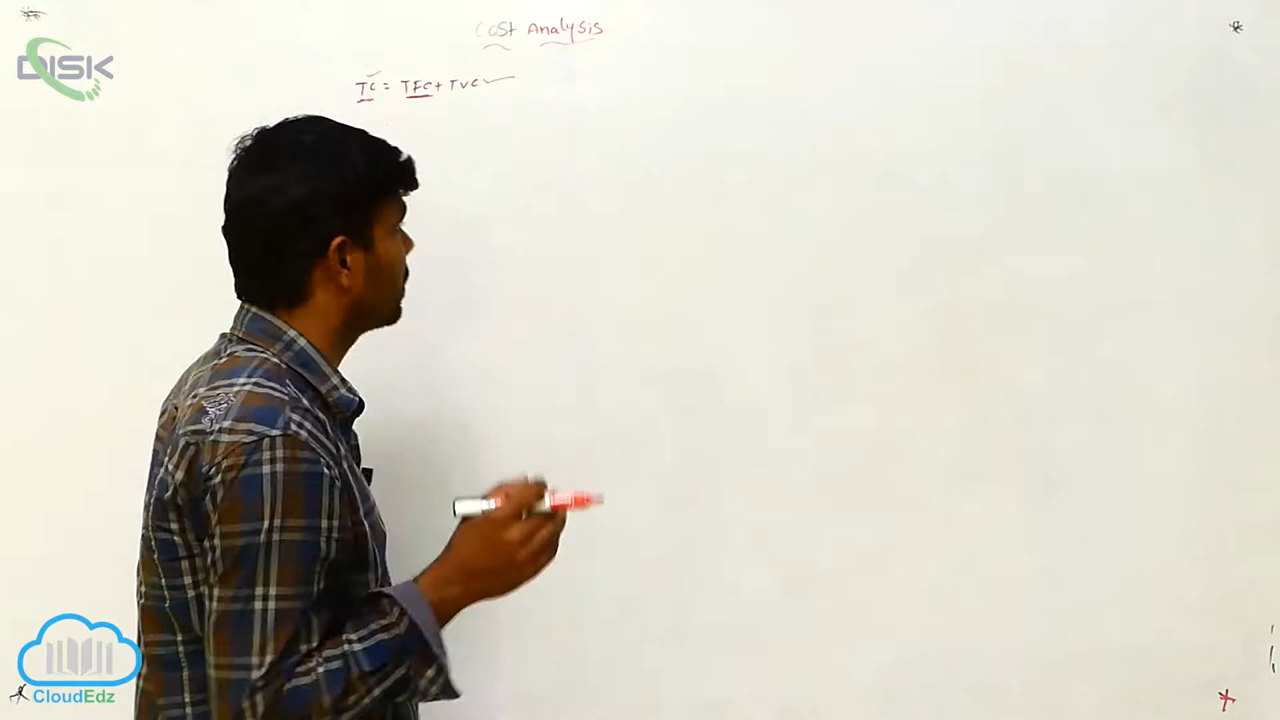 Cost Analysis
DISK
TC = TFC + TVC
CloudEdz